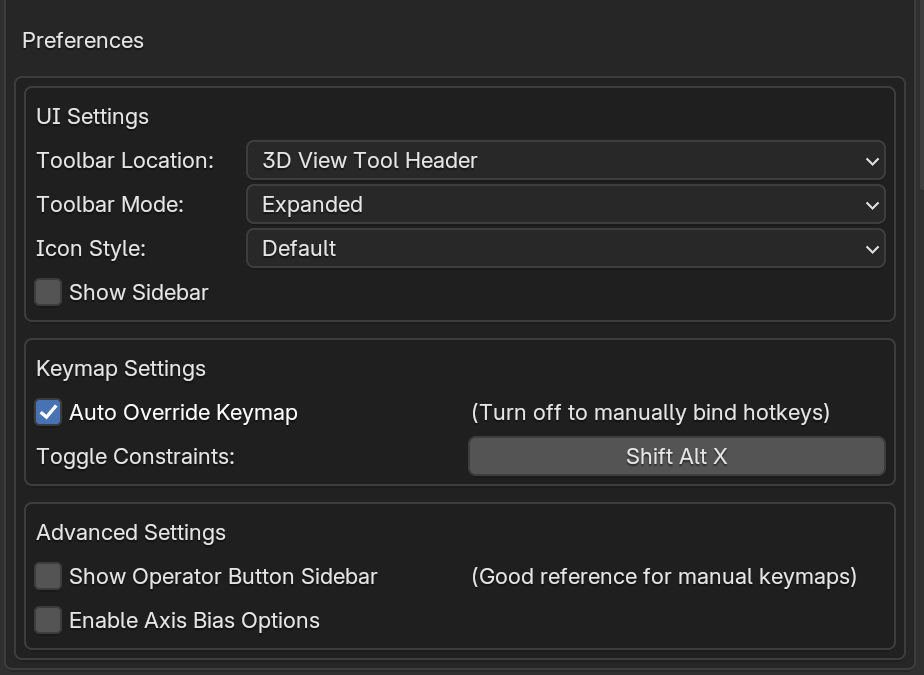 Preferences
UI Settings
Toolbar Location: 3D View Tool Header
Toolbar Mode: Expanded
Icon Style: Default
Show Sidebar
Keymap Settings
Auto Override Keymap (Turn off to manually bind hotkeys)
Toggle Constraints: Shift Alt X
Advanced Settings
Show Operator Button Sidebar (Good reference for manual keymaps)
Enable Axis Bias Options